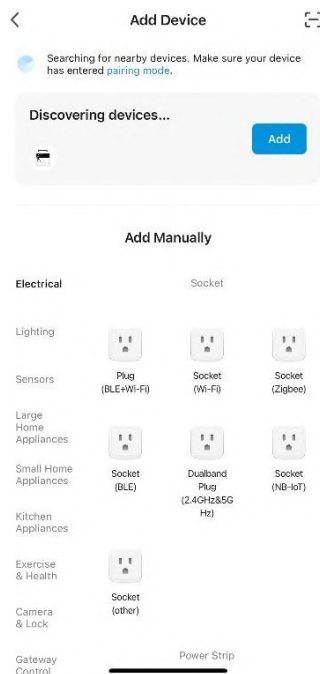 Add Device
Searching for nearby devices. Make sure your device
has entered pairing mode.
Discovering devices...
Add
Add Manually
Electrical
Socket
Lighting
Sensors
Large
Home
Appliances
Small Home
Appliances
Kitchen
Appliances
Exercise
& Health
Camera
& Lock
Gateway
Control
Plug
(BLE+Wi-Fi)
Socket
(Wi-Fi)
Socket
(Zigbee)
Socket
(BLE)
Dualband
Plug
(2.4GHz&5G
Hz)
Socket
(NB-IoT)
Socket
(other)
Power Strip